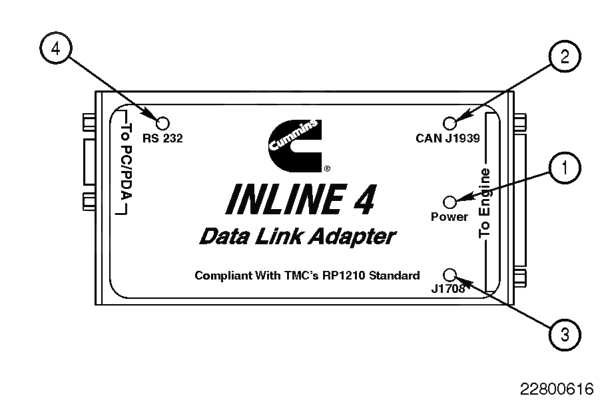 4
2
To PC/PDA
RS 232
Cummins
®
CAN J1939
1
INLINE 4
Power
To Engine
Data Link Adapter
Compliant With TMC's RP1210 Standard
J1708
3
22800616